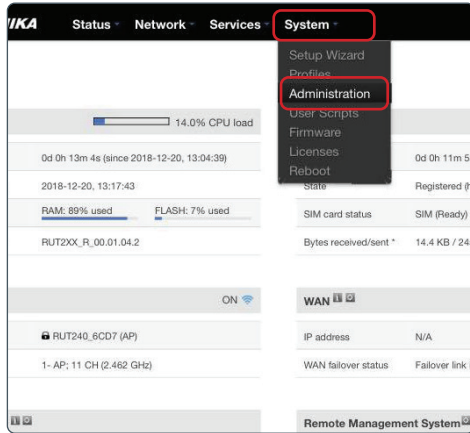 IKA Status Network Services System
Setup Wizard
Profiles
Administration
User Scripts
Firmware
Licenses
Reboot
14.0% CPU load
0d 0h 13m 4s (since 2018-12-20, 13:04:39)
0d 0h 11m 5
2018-12-20, 13:17:43
State
Registered (h
RAM: 89% used FLASH: 7% used
SIM card status
SIM (Ready)
RUT2XX_R_00.01.04.2
Bytes received/sent *
14.4 KB / 24
ON
WAN
RUT240_6CD7 (AP)
IP address
N/A
1- AP; 11 CH (2.462 GHz)
WAN failover status
Failover link
Remote Management System